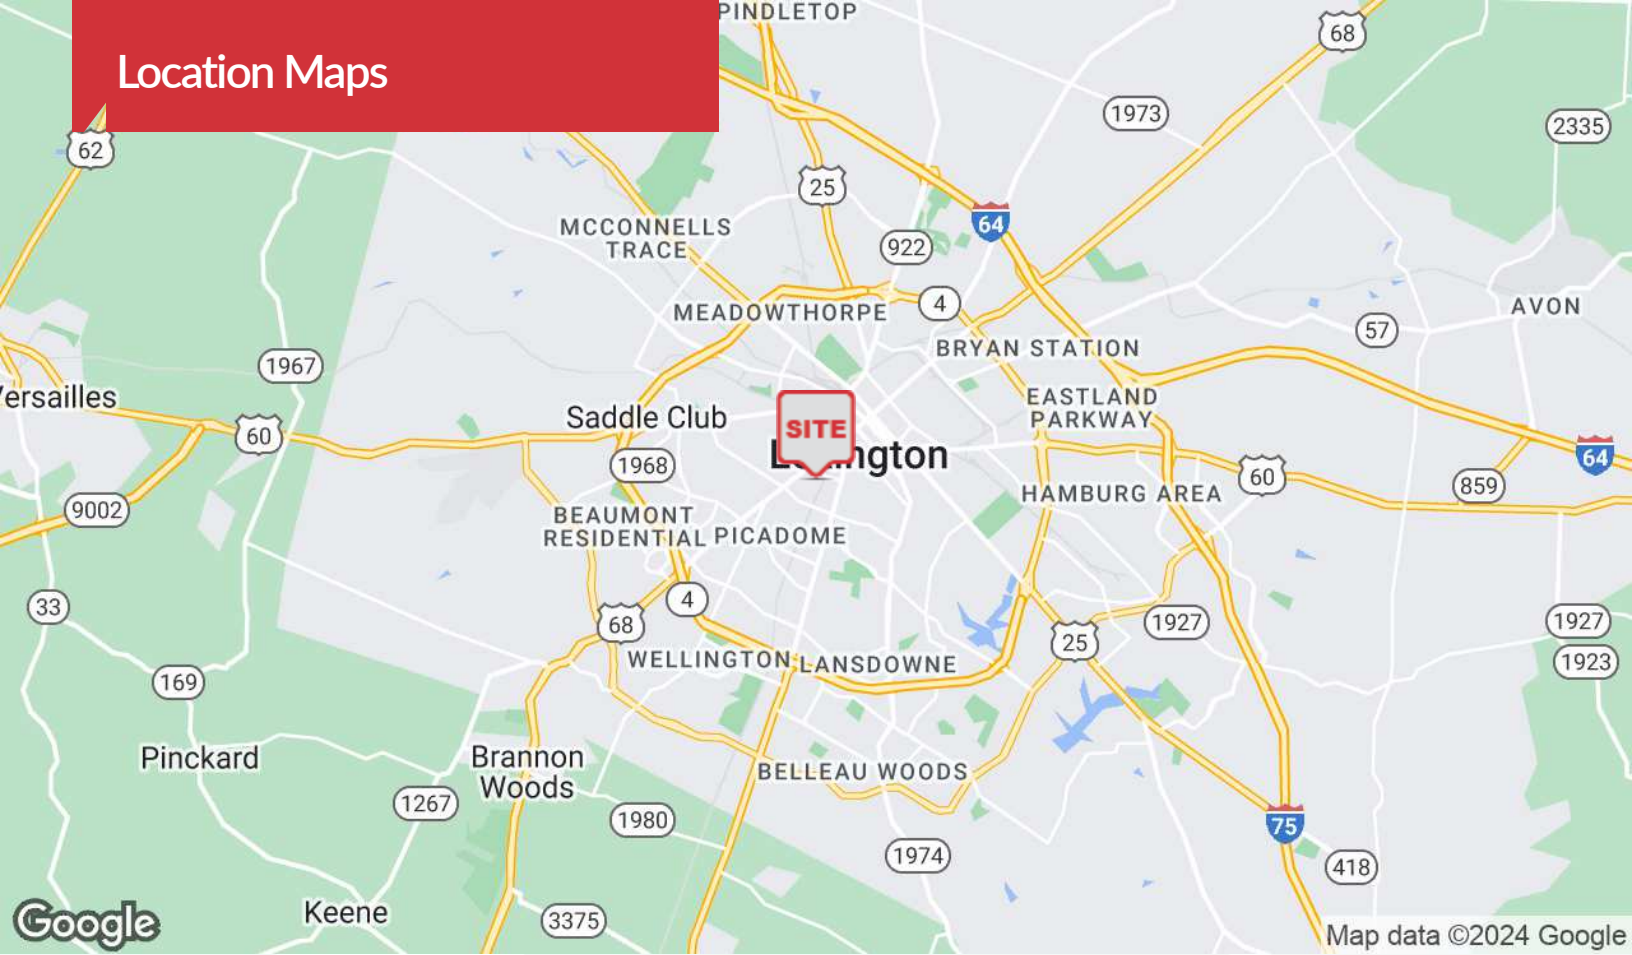 PINDLETOP
68
Location Maps
1973
2335
62
25
MCCONNELLS
TRACE
64
922
4
AVON
MEADOWTHORPE
57
BRYAN STATION
1967
EASTLAND
PARKWAY
ersailles
Saddle Club
SITE
60
1968
L ngton
64
60
859
HAMBURG AREA
9002
BEAUMONT
RESIDENTIAL
PICADOME
33
4
68
1927
1927
25
WELLINGTON
LANSDOWNE
1923
169
Pinckard
Brannon
Woods
BELLEAU WOODS
1267
1980
75
1974
418
Keene
3375
Google
Map data ©2024 Google